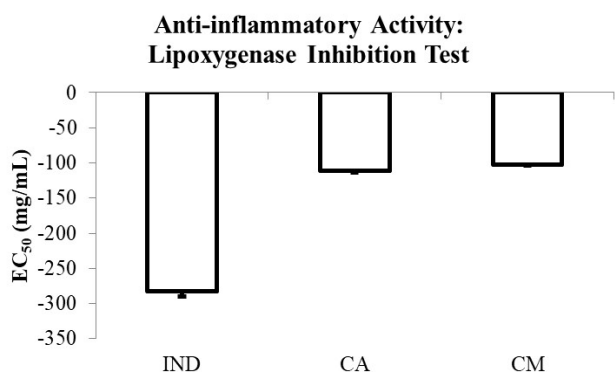 Anti-inflammatory Activity:
Lipoxygenase Inhibition Test
EC₅₀ (mg/mL)
0
-50
-100
-150
-200
-250
-300
-350
IND CA CM